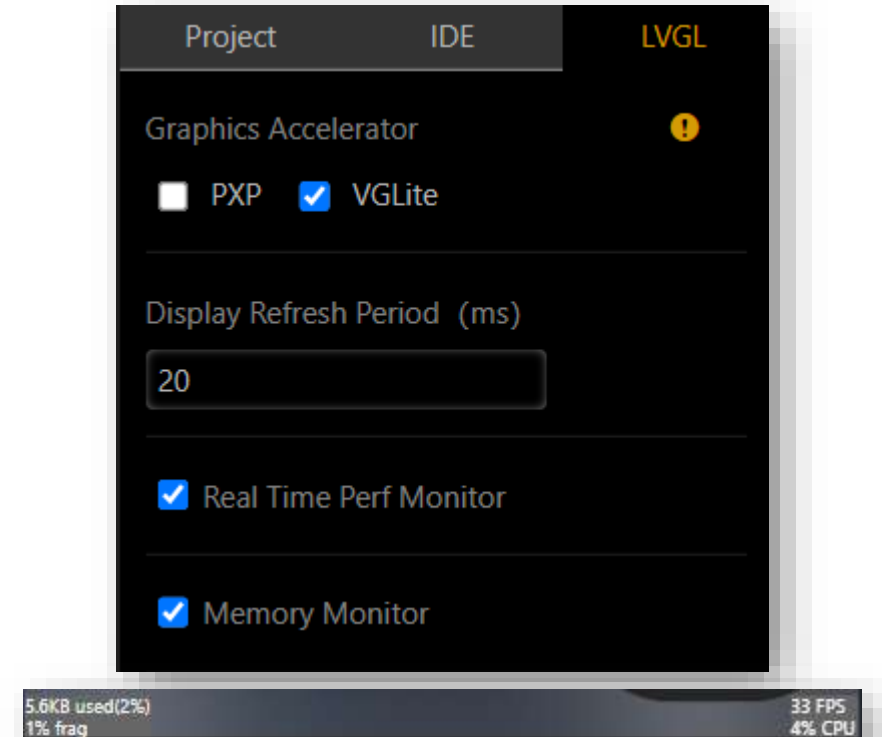 Project IDE LVGL
Graphics Accelerator
PXP VGLite
Display Refresh Period (ms)
20
Real Time Perf Monitor
Memory Monitor
5.6KB used(2%) 33 FPS
1% frag 4% CPU